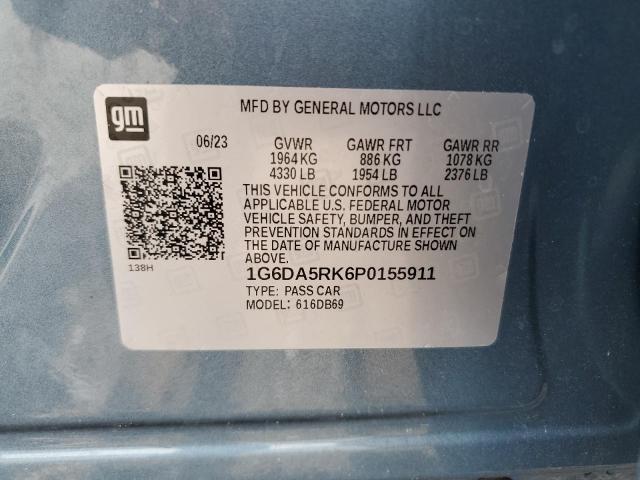 gm
MFD BY GENERAL MOTORS LLC
06/23 GVWR GAWR FRT GAWR RR
1964 KG 886 KG 1078 KG
4330 LB 1954 LB 2376 LB
THIS VEHICLE CONFORMS TO ALL
APPLICABLE U.S. FEDERAL MOTOR
VEHICLE SAFETY, BUMPER, AND THEFT
PREVENTION STANDARDS IN EFFECT ON
THE DATE OF MANUFACTURE SHOWN
ABOVE.
138H
1G6DA5RK6P0155911
TYPE: PASS CAR
MODEL: 616DB69